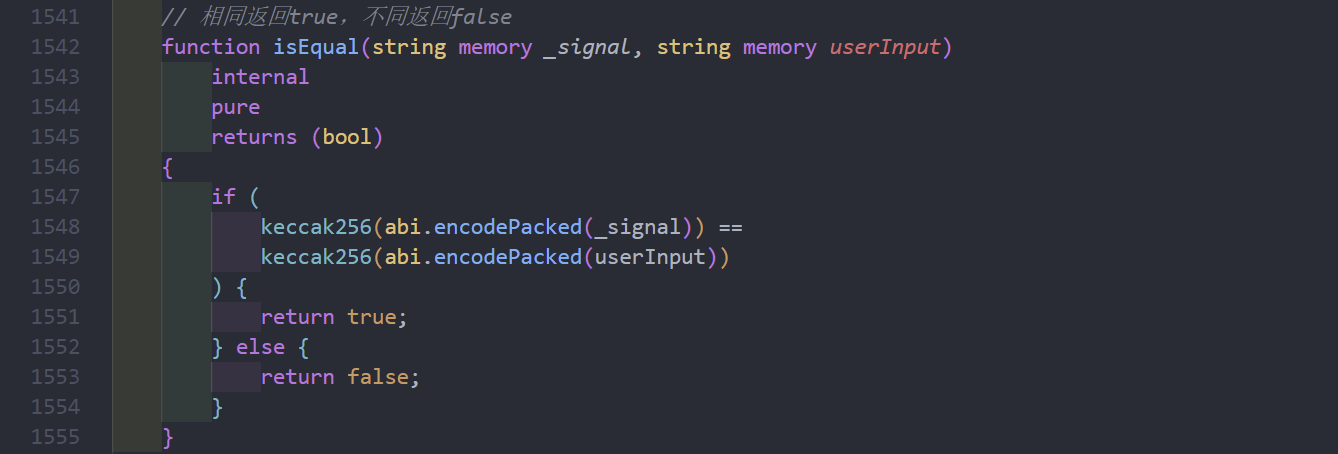 1541 // 相同返回true，不同返回false
1542 function isEqual(string memory _signal, string memory userInput)
1543 internal
1544 pure
1545 returns (bool)
1546 {
1547 if (
1548 keccak256(abi.encodePacked(_signal)) ==
1549 keccak256(abi.encodePacked(userInput))
1550 ) {
1551 return true;
1552 } else {
1553 return false;
1554 }
1555 }